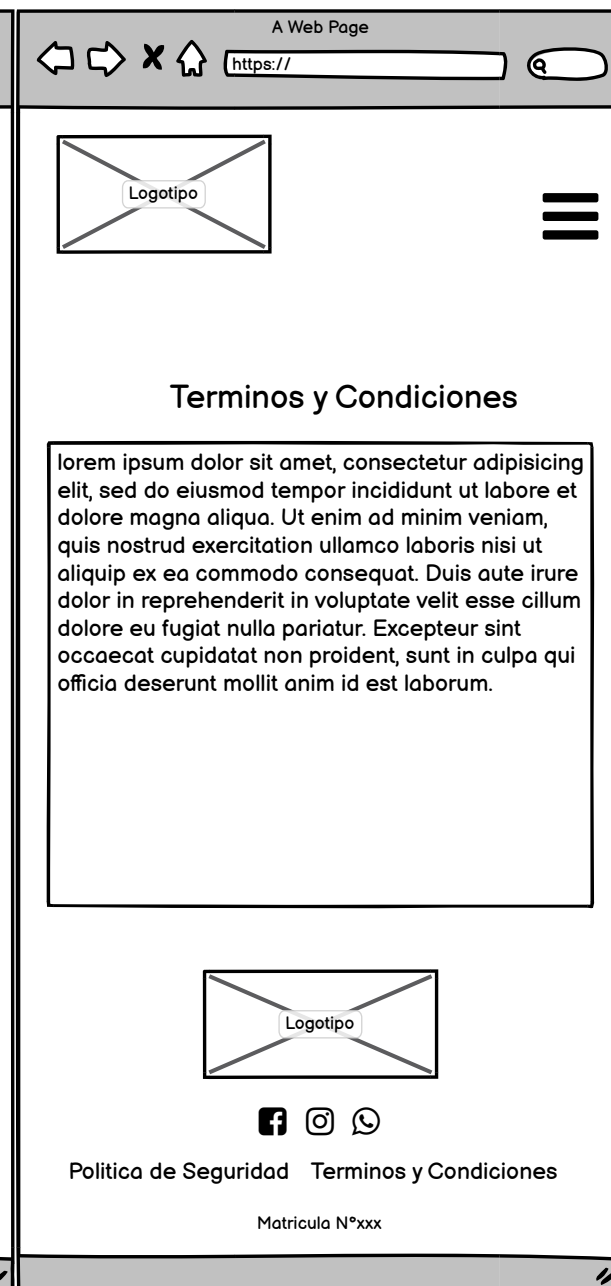 A Web Page
https://
Logotipo
Terminos y Condiciones
lorem ipsum dolor sit amet, consectetur adipisicing
elit, sed do eiusmod tempor incididunt ut labore et
dolore magna aliqua. Ut enim ad minim veniam,
quis nostrud exercitation ullamco laboris nisi ut
aliquip ex ea commodo consequat. Duis aute irure
dolor in reprehenderit in voluptate velit esse cillum
dolore eu fugiat nulla pariatur. Excepteur sint
occaecat cupidatat non proident, sunt in culpa qui
officia deserunt mollit anim id est laborum.
Logotipo
Politica de Seguridad Terminos y Condiciones
Matricula N°xxx